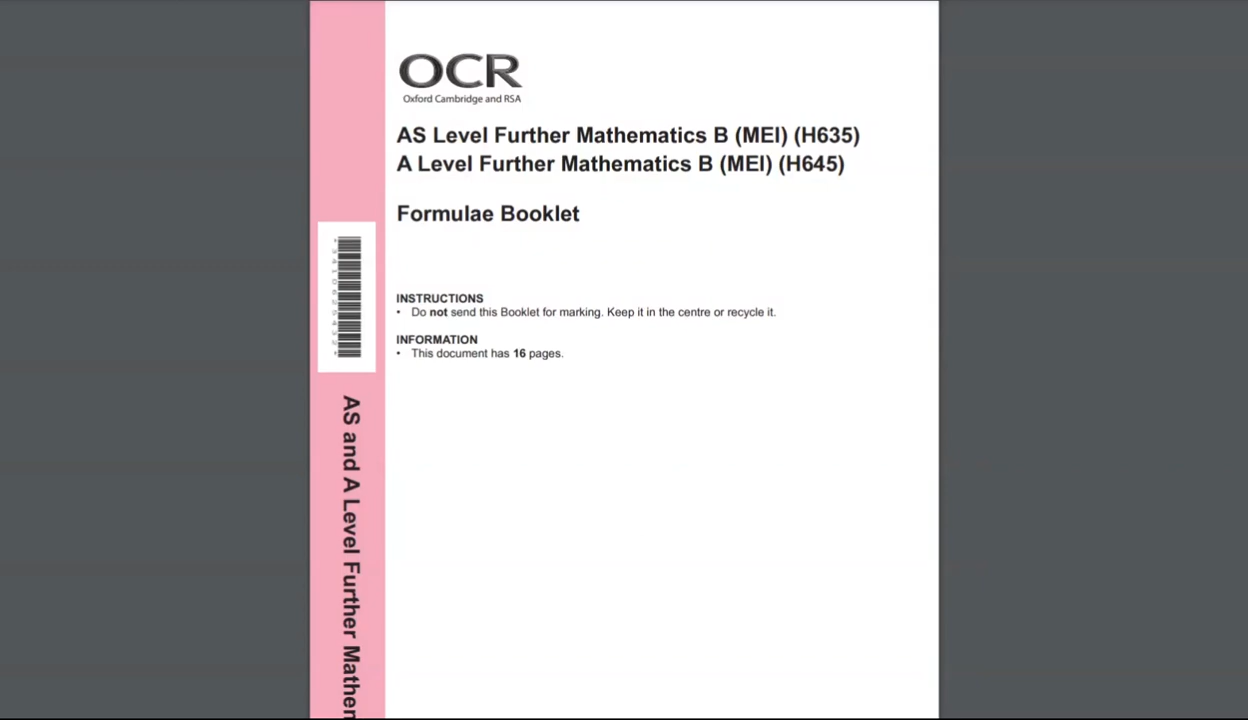 OCR
Oxford Cambridge and RSA
AS Level Further Mathematics B (MEI) (H635)
A Level Further Mathematics B (MEI) (H645)
Formulae Booklet
INSTRUCTIONS
• Do not send this Booklet for marking. Keep it in the centre or recycle it.
INFORMATION
• This document has 16 pages.
AS and A Level Further Mathem